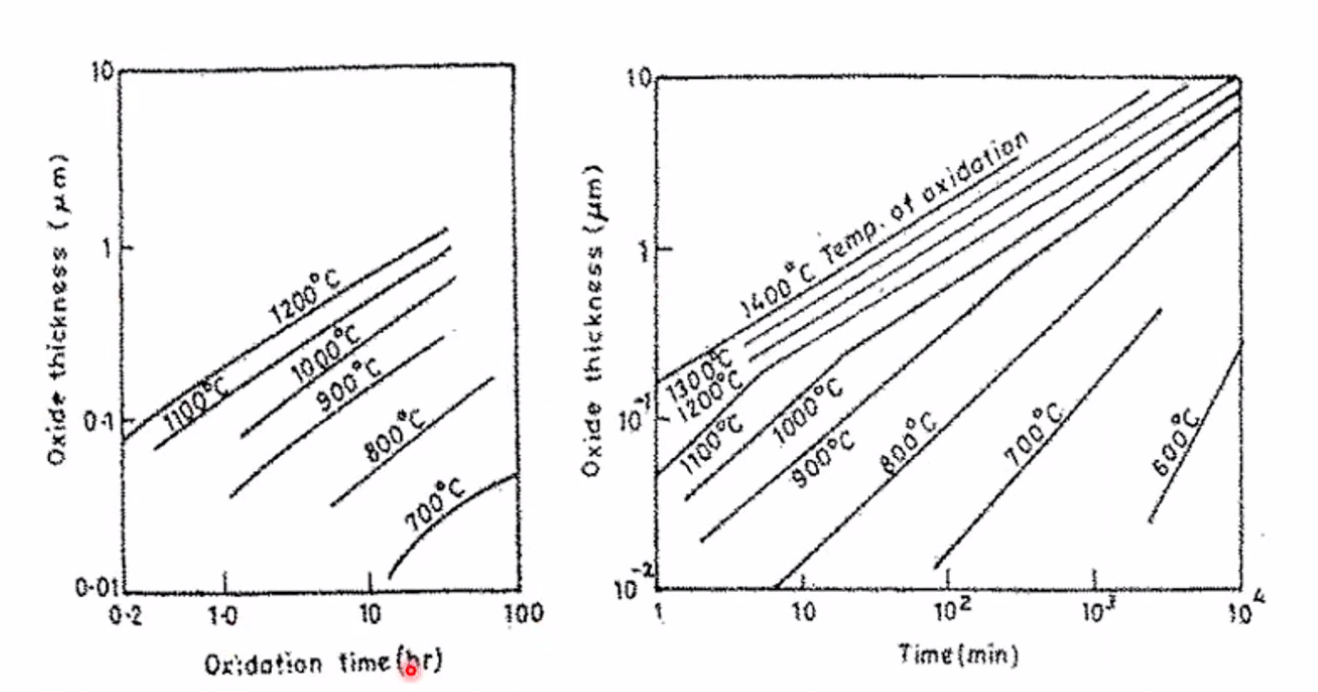 10
1
0·1
0·01
0·2
1·0
10
100
Oxide thickness (μm)
Oxidation time (hr)
1200°C
1100°C
1000°C
900°C
800°C
700°C
10
1
10⁻¹
10⁻²
1
10
10²
10³
10⁴
Oxide thickness (μm)
Time (min)
1400°C Temp. of oxidation
1300°C
1200°C
1100°C
1000°C
900°C
800°C
700°C
600°C